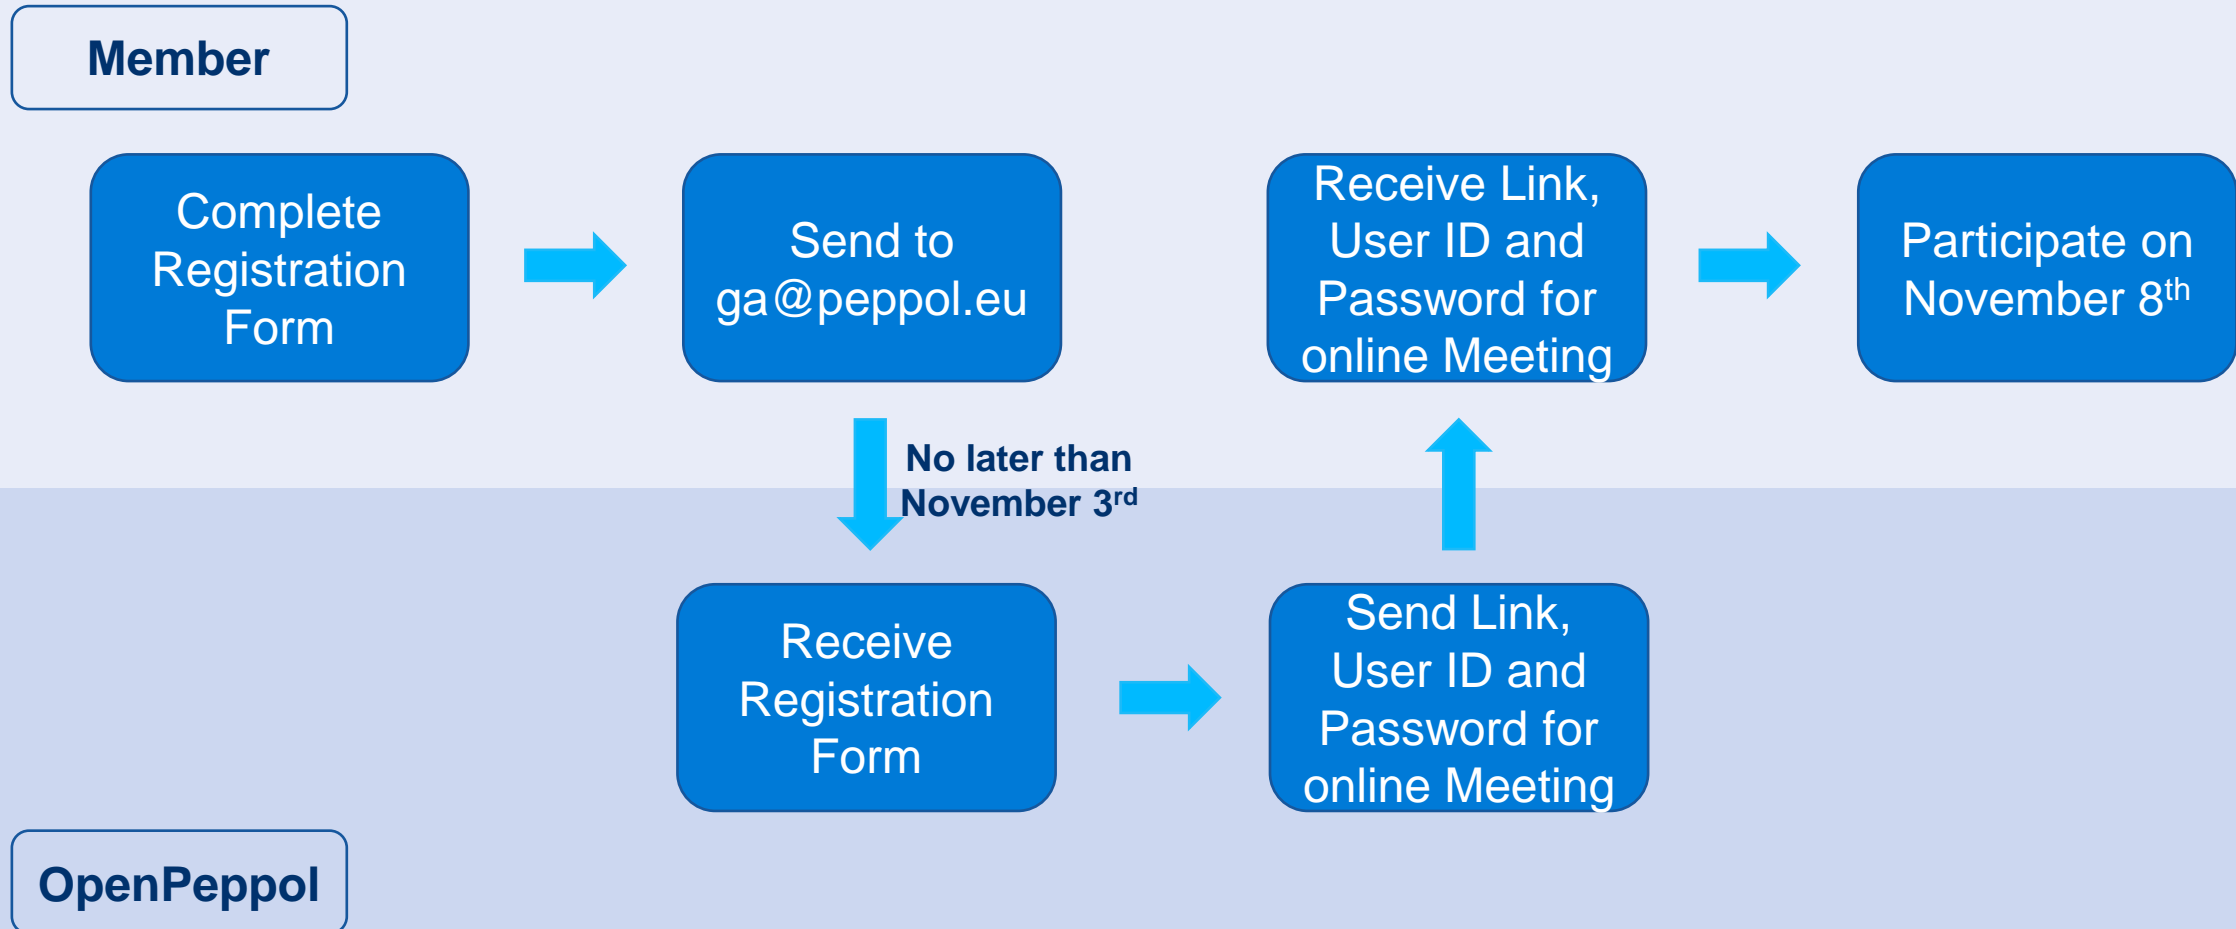 Member
Complete
Registration
Form
Send to
ga@peppol.eu
Receive Link,
User ID and
Password for
online Meeting
Participate on
November 8th
No later than
November 3rd
Receive
Registration
Form
Send Link,
User ID and
Password for
online Meeting
OpenPeppol